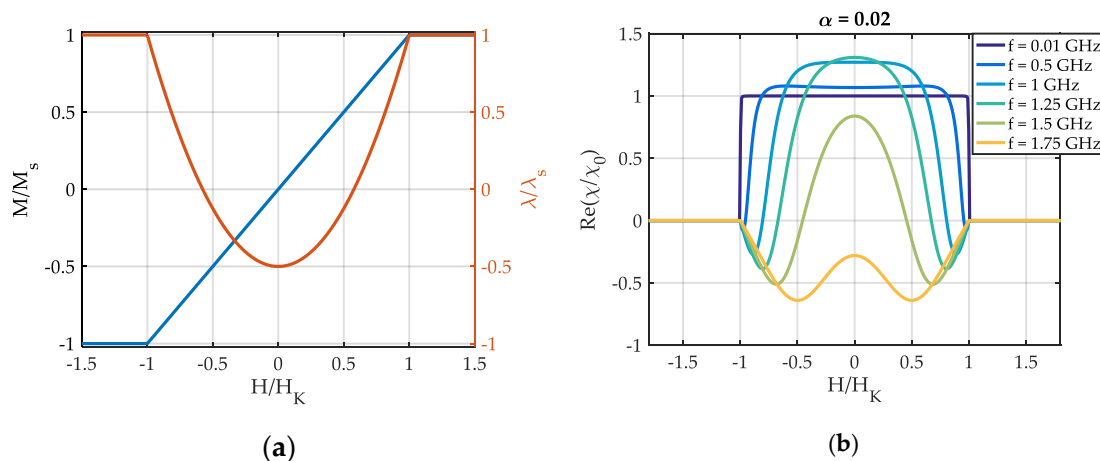 1
0.5
0
-0.5
-1
M/M_s
-1.5
-1
-0.5
0
0.5
1
1.5
H/H_K
1
0.5
0
-0.5
-1
λ/λ_s
(a)
α = 0.02
1.5
1
0.5
0
-0.5
-1
Re(χ/χ_0)
-1.5
-1
-0.5
0
0.5
1
1.5
H/H_K
f = 0.01 GHz
f = 0.5 GHz
f = 1 GHz
f = 1.25 GHz
f = 1.5 GHz
f = 1.75 GHz
(b)